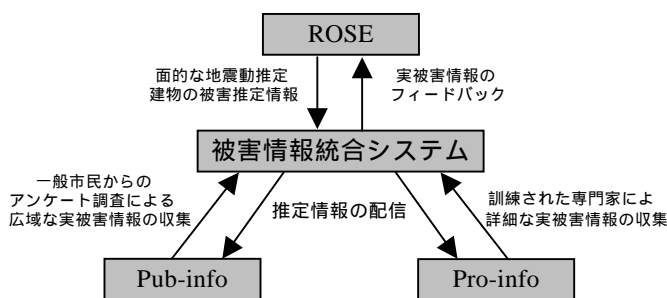 ROSE
面的な地震動推定
建物の被害推定情報
実被害情報の
フィードバック
被害情報統合システム
一般市民からの
アンケート調査による
広域な実被害情報の収集
推定情報の配信
訓練された専門家によ
詳細な実被害情報の収集
Pub-info
Pro-info